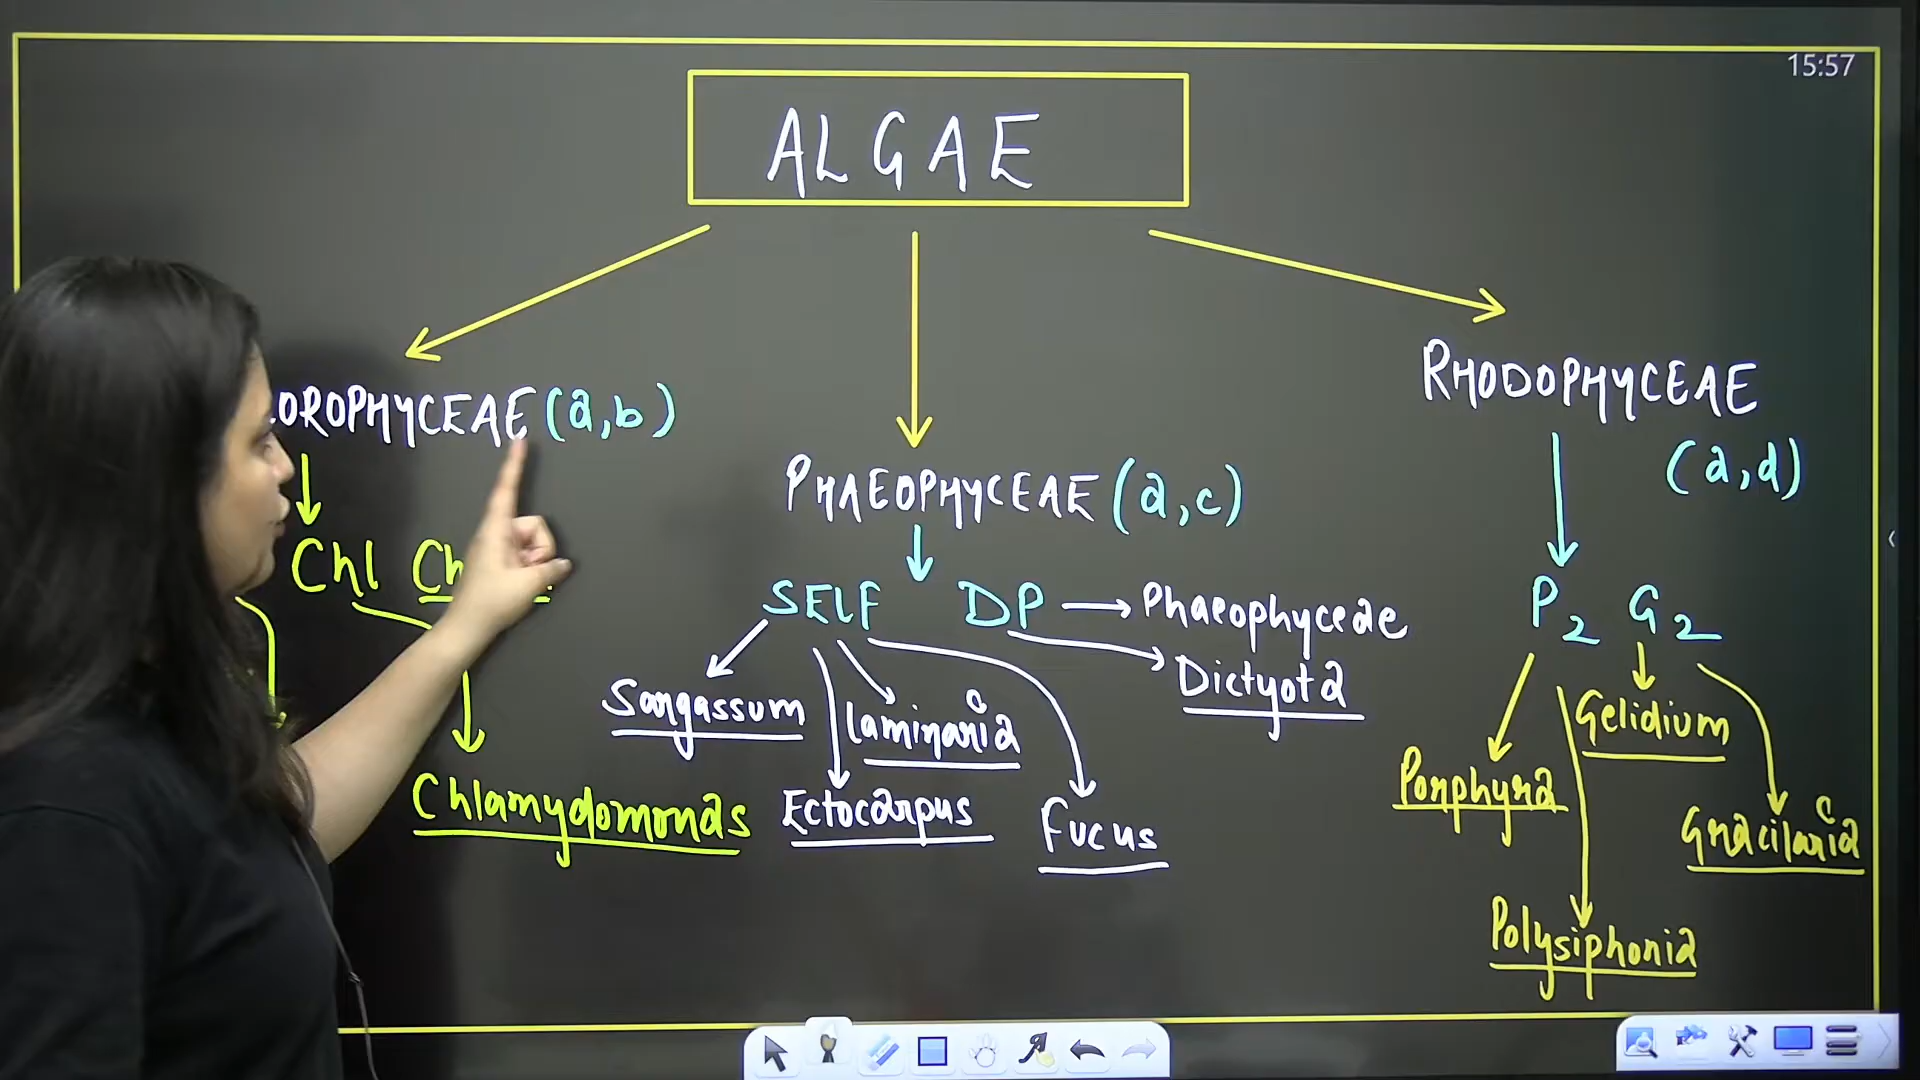 15:57
ALGAE
OROPHYCEAE (a,b)
RHODOPHYCEAE
(a,d)
PHAEOPHYCEAE (a,c)
Chl Ch
SELF DP → Phaeophyceae
Dictyota
P2 G2
Sargassum
Laminaria
Gelidium
Chlamydomonas
Ectocarpus
Fucus
Porphyra
Gracilaria
Polysiphonia